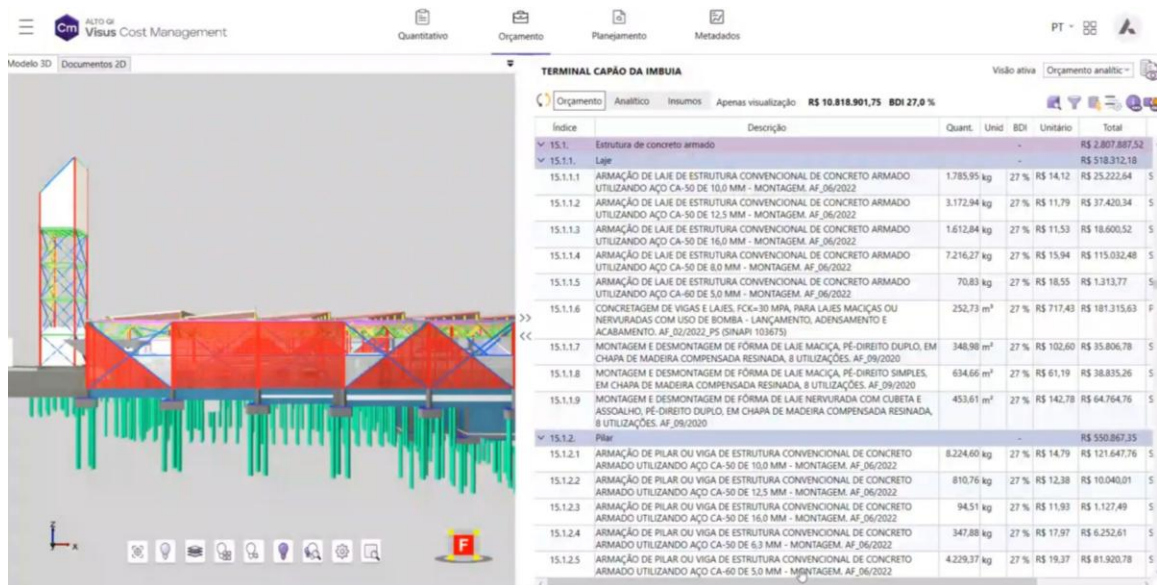 ALTO QI
Cm Visus Cost Management
Quantitativo
Orçamento
Planejamento
Metadados
PT
Modelo 3D Documentos 2D
TERMINAL CAPÃO DA IMBUIA
Visão ativa Orçamento analític
Orçamento Analítico Insumos Apenas visualização R$ 10.818.901,75 BDI 27,0 %
Índice Descrição Quant. Unid BDI Unitário Total
15.1. Estrutura de concreto armado - R$ 2.807.887,52
15.1.1. Laje - R$ 518.312,18
15.1.1.1 ARMAÇÃO DE LAJE DE ESTRUTURA CONVENCIONAL DE CONCRETO ARMADO 1.785,95 kg 27 % R$ 14,12 R$ 25.222,64 S
UTILIZANDO AÇO CA-50 DE 10,0 MM - MONTAGEM. AF_06/2022
15.1.1.2 ARMAÇÃO DE LAJE DE ESTRUTURA CONVENCIONAL DE CONCRETO ARMADO 3.172,94 kg 27 % R$ 11,79 R$ 37.420,34 S
UTILIZANDO AÇO CA-50 DE 12,5 MM - MONTAGEM. AF_06/2022
15.1.1.3 ARMAÇÃO DE LAJE DE ESTRUTURA CONVENCIONAL DE CONCRETO ARMADO 1.612,84 kg 27 % R$ 11,53 R$ 18.600,52 S
UTILIZANDO AÇO CA-50 DE 16,0 MM - MONTAGEM. AF_06/2022
15.1.1.4 ARMAÇÃO DE LAJE DE ESTRUTURA CONVENCIONAL DE CONCRETO ARMADO 7.216,27 kg 27 % R$ 15,94 R$ 115.032,48 S
UTILIZANDO AÇO CA-50 DE 8,0 MM - MONTAGEM. AF_06/2022
15.1.1.5 ARMAÇÃO DE LAJE DE ESTRUTURA CONVENCIONAL DE CONCRETO ARMADO 70,83 kg 27 % R$ 18,55 R$ 1.313,77 S
UTILIZANDO AÇO CA-60 DE 5,0 MM - MONTAGEM. AF_06/2022
15.1.1.6 CONCRETAGEM DE VIGAS E LAJES, FCK=30 MPA, PARA LAJES MACIÇAS OU 252,73 m³ 27 % R$ 717,43 R$ 181.315,63 F
NERVURADAS COM USO DE BOMBA - LANÇAMENTO, ADENSAMENTO E
ACABAMENTO. AF_02/2022_PS (SINAPI 103675)
15.1.1.7 MONTAGEM E DESMONTAGEM DE FÔRMA DE LAJE MACIÇA, PÉ-DIREITO DUPLO, EM 348,98 m² 27 % R$ 102,60 R$ 35.806,78 S
CHAPA DE MADEIRA COMPENSADA RESINADA, 8 UTILIZAÇÕES. AF_09/2020
15.1.1.8 MONTAGEM E DESMONTAGEM DE FÔRMA DE LAJE MACIÇA, PÉ-DIREITO SIMPLES, 634,66 m² 27 % R$ 61,19 R$ 38.835,26 S
EM CHAPA DE MADEIRA COMPENSADA RESINADA, 8 UTILIZAÇÕES. AF_09/2020
15.1.1.9 MONTAGEM E DESMONTAGEM DE FÔRMA DE LAJE NERVURADA COM CUBETA E 453,61 m² 27 % R$ 142,78 R$ 64.764,76 S
ASSOALHO, PÉ-DIREITO DUPLO, EM CHAPA DE MADEIRA COMPENSADA RESINADA,
8 UTILIZAÇÕES. AF_09/2020
15.1.2. Pilar - R$ 550.867,35
15.1.2.1 ARMAÇÃO DE PILAR OU VIGA DE ESTRUTURA CONVENCIONAL DE CONCRETO 8.224,60 kg 27 % R$ 14,79 R$ 121.647,76 S
ARMADO UTILIZANDO AÇO CA-50 DE 10,0 MM - MONTAGEM. AF_06/2022
15.1.2.2 ARMAÇÃO DE PILAR OU VIGA DE ESTRUTURA CONVENCIONAL DE CONCRETO 810,76 kg 27 % R$ 12,38 R$ 10.040,01 S
ARMADO UTILIZANDO AÇO CA-50 DE 12,5 MM - MONTAGEM. AF_06/2022
15.1.2.3 ARMAÇÃO DE PILAR OU VIGA DE ESTRUTURA CONVENCIONAL DE CONCRETO 94,51 kg 27 % R$ 11,93 R$ 1.127,49 S
ARMADO UTILIZANDO AÇO CA-50 DE 16,0 MM - MONTAGEM. AF_06/2022
15.1.2.4 ARMAÇÃO DE PILAR OU VIGA DE ESTRUTURA CONVENCIONAL DE CONCRETO 347,88 kg 27 % R$ 17,97 R$ 6.252,61 S
ARMADO UTILIZANDO AÇO CA-50 DE 6,3 MM - MONTAGEM. AF_06/2022
15.1.2.5 ARMAÇÃO DE PILAR OU VIGA DE ESTRUTURA CONVENCIONAL DE CONCRETO 4.229,37 kg 27 % R$ 19,37 R$ 81.920,78 S
ARMADO UTILIZANDO AÇO CA-60 DE 5,0 MM - MONTAGEM. AF_06/2022
Z
X
F